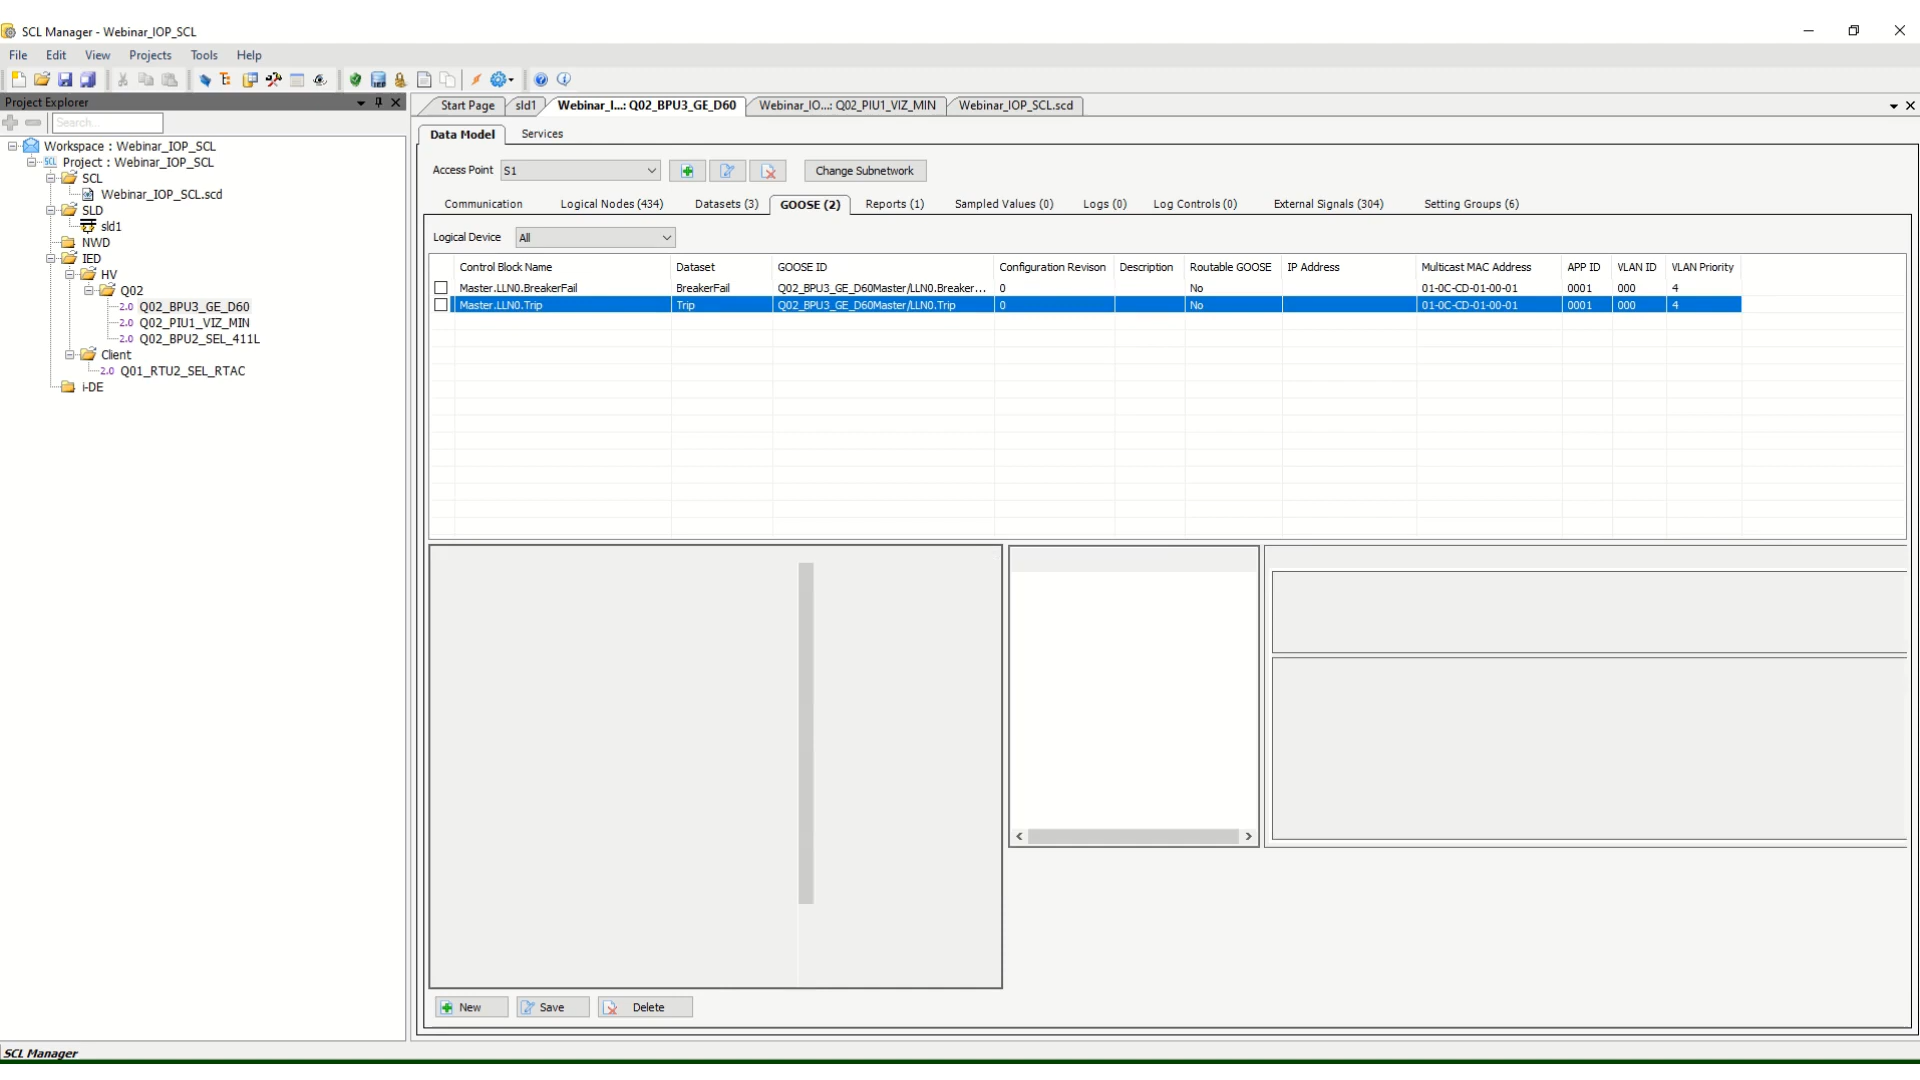 SCL Manager - Webinar_IOP_SCL
File Edit View Projects Tools Help
Project Explorer
Search...
Workspace : Webinar_IOP_SCL
Project : Webinar_IOP_SCL
SCL
Webinar_IOP_SCL.scd
SLD
sld1
NWD
IED
HV
Q02
2.0 Q02_BPU3_GE_D60
2.0 Q02_PIU1_VIZ_MIN
2.0 Q02_BPU2_SEL_411L
Client
2.0 Q01_RTU2_SEL_RTAC
i-DE
Start Page sld1 Webinar_I...: Q02_BPU3_GE_D60 Webinar_IO...: Q02_PIU1_VIZ_MIN Webinar_IOP_SCL.scd
Data Model Services
Access Point S1 Change Subnetwork
Communication Logical Nodes (434) Datasets (3) GOOSE (2) Reports (1) Sampled Values (0) Logs (0) Log Controls (0) External Signals (304) Setting Groups (6)
Logical Device All
Control Block Name Dataset GOOSE ID Configuration Revison Description Routable GOOSE IP Address Multicast MAC Address APP ID VLAN ID VLAN Priority
Master.LLN0.BreakerFail BreakerFail Q02_BPU3_GE_D60Master/LLN0.Breaker... 0 No 01-0C-CD-01-00-01 0001 000 4
Master.LLN0.Trip Trip Q02_BPU3_GE_D60Master/LLN0.Trip 0 No 01-0C-CD-01-00-01 0001 000 4
New Save Delete
SCL Manager